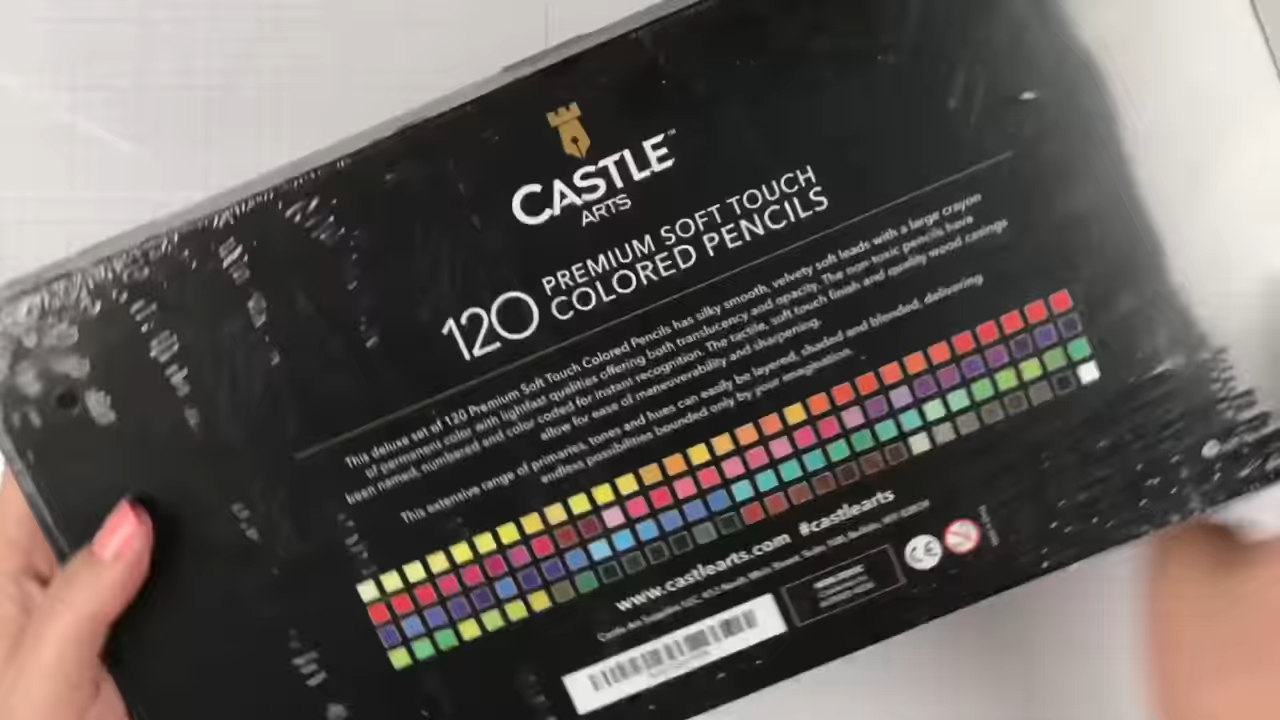 CASTLE™
ARTS
120 PREMIUM SOFT TOUCH
COLORED PENCILS
This deluxe set of 120 Premium Soft Touch Colored Pencils has silky smooth, velvety soft leads with a large crayon
of permanent color with lightfast qualities offering both translucency and opacity. The non-toxic pencils have
been named, numbered and color coded for instant recognition. The tactile, soft touch finish and quality wood casings
allow for ease of maneuverability and sharpening.
This extensive range of primaries, tones and hues can easily be layered, shaded and blended, delivering
endless possibilities bounded only by your imagination.
www.castlearts.com #castlearts
CE